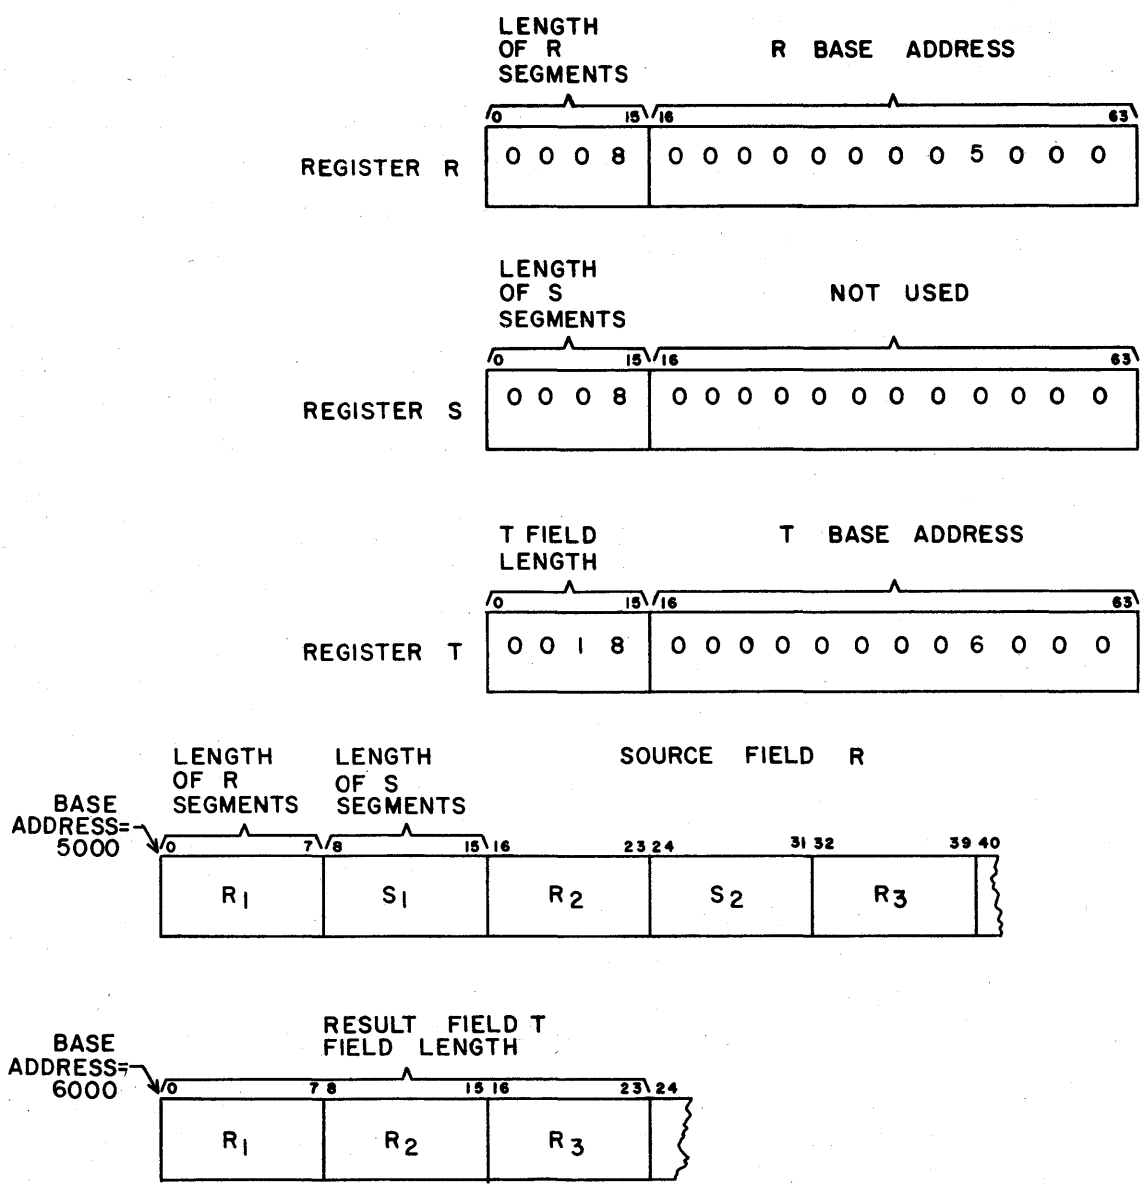 LENGTH
OF R
SEGMENTS
R BASE ADDRESS
0 15 16 63
REGISTER R
0 0 0 8 0 0 0 0 0 0 0 0 5 0 0 0
LENGTH
OF S
SEGMENTS
NOT USED
0 15 16 63
REGISTER S
0 0 0 8 0 0 0 0 0 0 0 0 0 0 0 0
T FIELD
LENGTH
T BASE ADDRESS
0 15 16 63
REGISTER T
0 0 1 8 0 0 0 0 0 0 0 0 6 0 0 0
LENGTH
OF R
SEGMENTS
LENGTH
OF S
SEGMENTS
SOURCE FIELD R
BASE
ADDRESS=
5000
0 7 8 15 16 23 24 31 32 39 40
R1 S1 R2 S2 R3
RESULT FIELD T
FIELD LENGTH
BASE
ADDRESS=
6000
0 7 8 15 16 23 24
R1 R2 R3